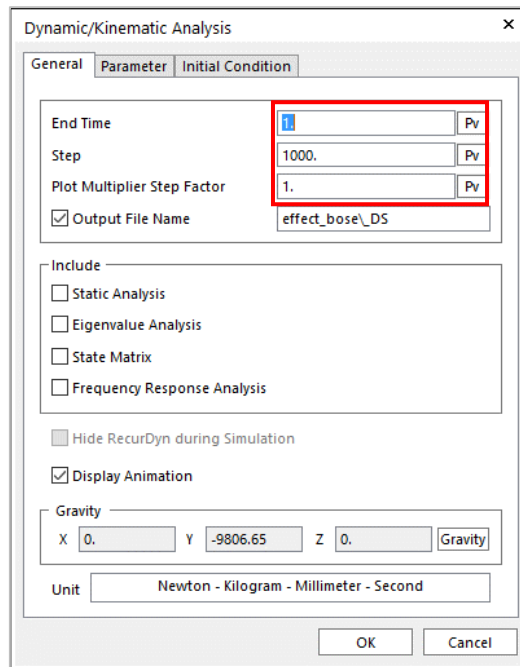 Dynamic/Kinematic Analysis ×
General Parameter Initial Condition
End Time 1. Pv
Step 1000. Pv
Plot Multiplier Step Factor 1. Pv
Output File Name effect_bose\_DS
Include
Static Analysis
Eigenvalue Analysis
State Matrix
Frequency Response Analysis
Hide RecurDyn during Simulation
Display Animation
Gravity
X 0. Y -9806.65 Z 0. Gravity
Unit Newton - Kilogram - Millimeter - Second
OK Cancel